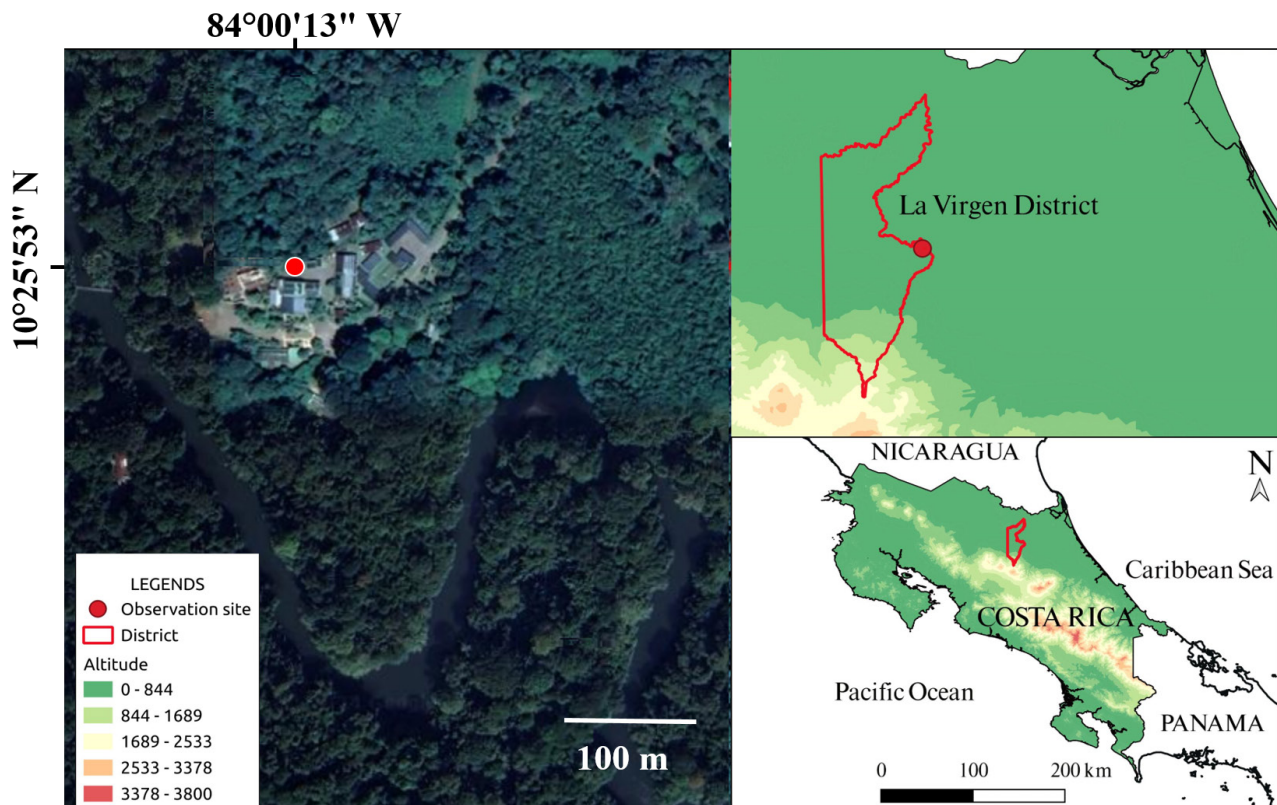 84°00'13" W
10°25'53" N
100 m
LEGENDS
Observation site
District
Altitude
0 - 844
844 - 1689
1689 - 2533
2533 - 3378
3378 - 3800
La Virgen District
NICARAGUA
N
Caribbean Sea
COSTA RICA
Pacific Ocean
PANAMA
0 100 200 km